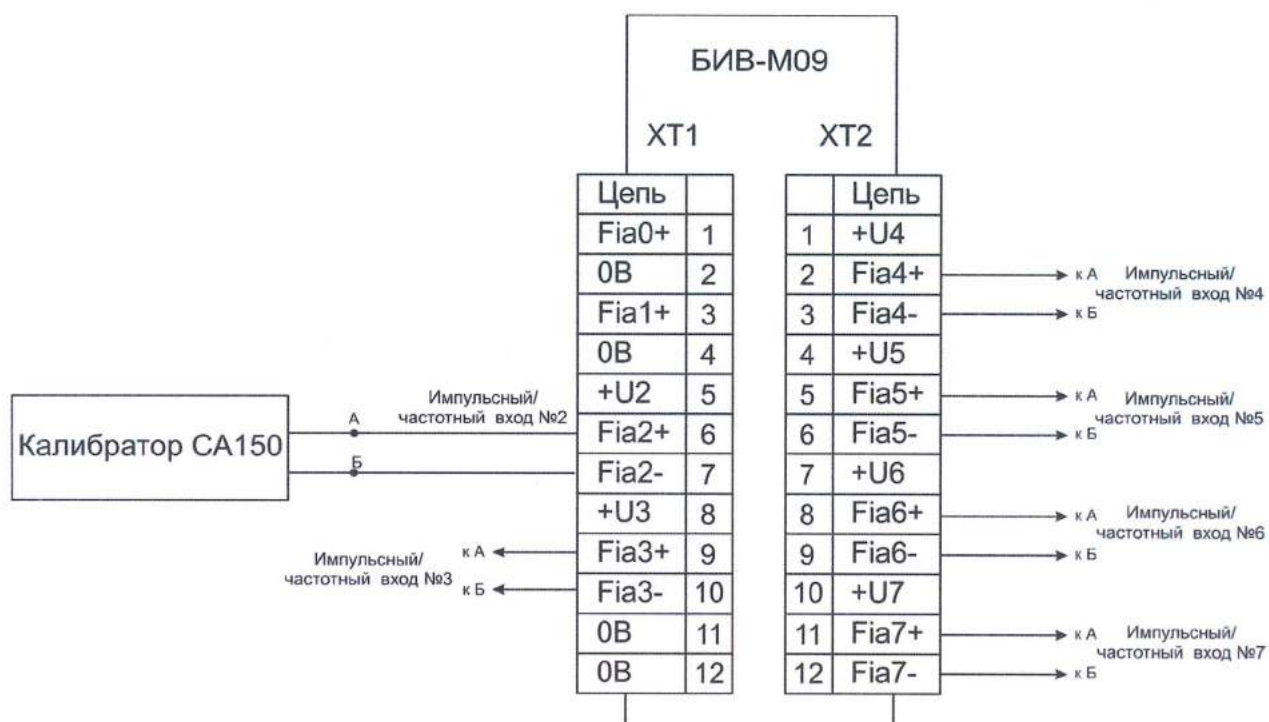 БИВ-М09
XT1 XT2
Цепь
Fia0+ 1
0В 2
Fia1+ 3
0В 4
+U2 5
Fia2+ 6
Fia2- 7
+U3 8
Fia3+ 9
Fia3- 10
0В 11
0В 12
Цепь
1 +U4
2 Fia4+
3 Fia4-
4 +U5
5 Fia5+
6 Fia5-
7 +U6
8 Fia6+
9 Fia6-
10 +U7
11 Fia7+
12 Fia7-
Калибратор СА150
А
Б
Импульсный/
частотный вход №2
Импульсный/
частотный вход №3
к А
к Б
к А
Импульсный/
частотный вход №4
к Б
к А
Импульсный/
частотный вход №5
к Б
к А
Импульсный/
частотный вход №6
к Б
к А
Импульсный/
частотный вход №7
к Б